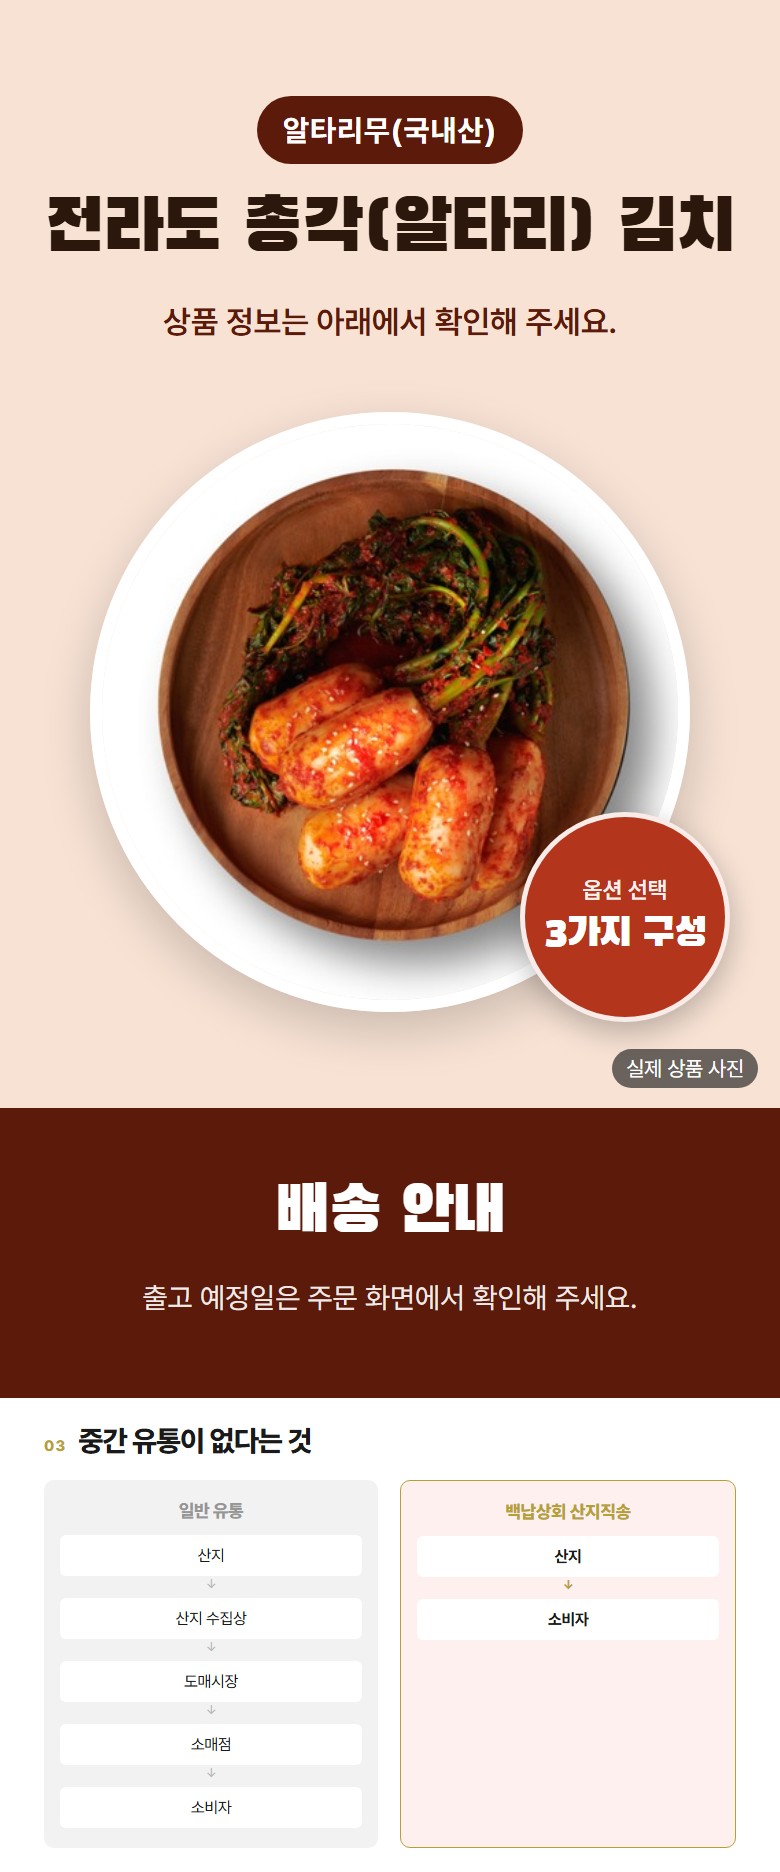 알타리무(국내산)
전라도 총각(알타리) 김치
상품 정보는 아래에서 확인해 주세요.
옵션 선택
3가지 구성
실제 상품 사진
배송 안내
출고 예정일은 주문 화면에서 확인해 주세요.
03 중간 유통이 없다는 것
일반 유통
산지
↓
산지 수집상
↓
도매시장
↓
소매점
↓
소비자
백납상회 산지직송
산지
↓
소비자